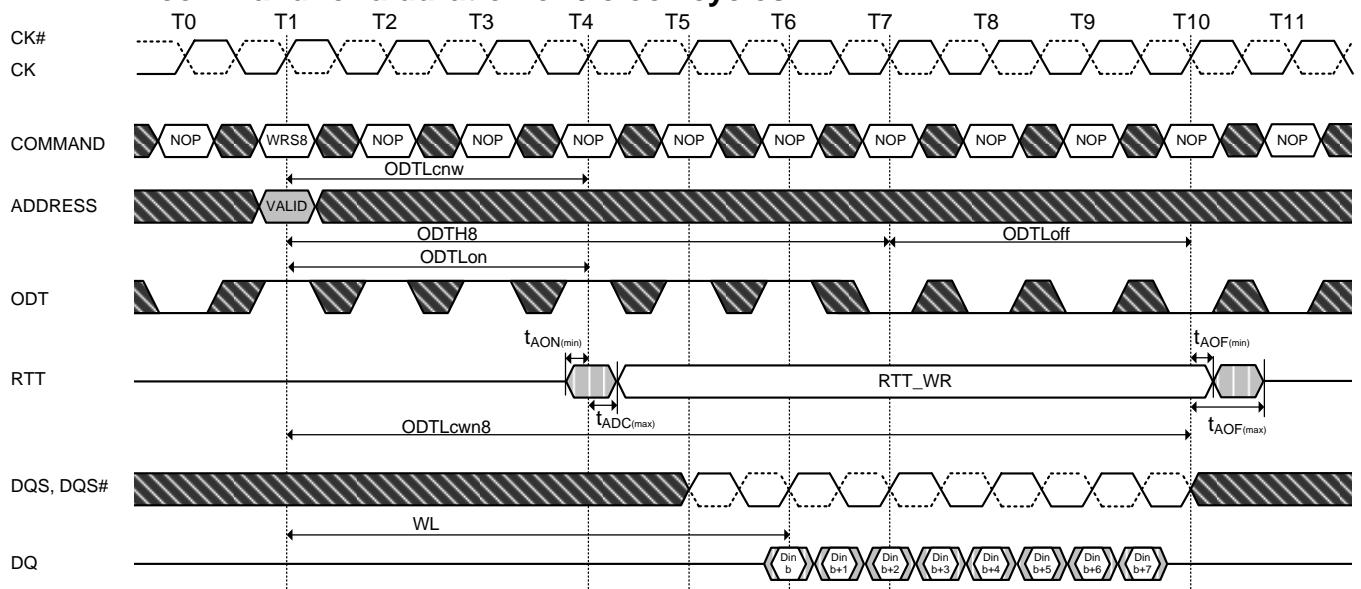 T0 T1 T2 T3 T4 T5 T6 T7 T8 T9 T10 T11
CK#
CK
COMMAND NOP WRS8 NOP NOP NOP NOP NOP NOP NOP NOP NOP NOP
ODTLcnw
ADDRESS VALID
ODTH8 ODTLoff
ODTLon
ODT
tAON(min) tAOF(min)
RTT RTT_WR
tADC(max) tAOF(max)
ODTLcwn8
DQS, DQS#
WL
DQ Din b Din b+1 Din b+2 Din b+3 Din b+4 Din b+5 Din b+6 Din b+7